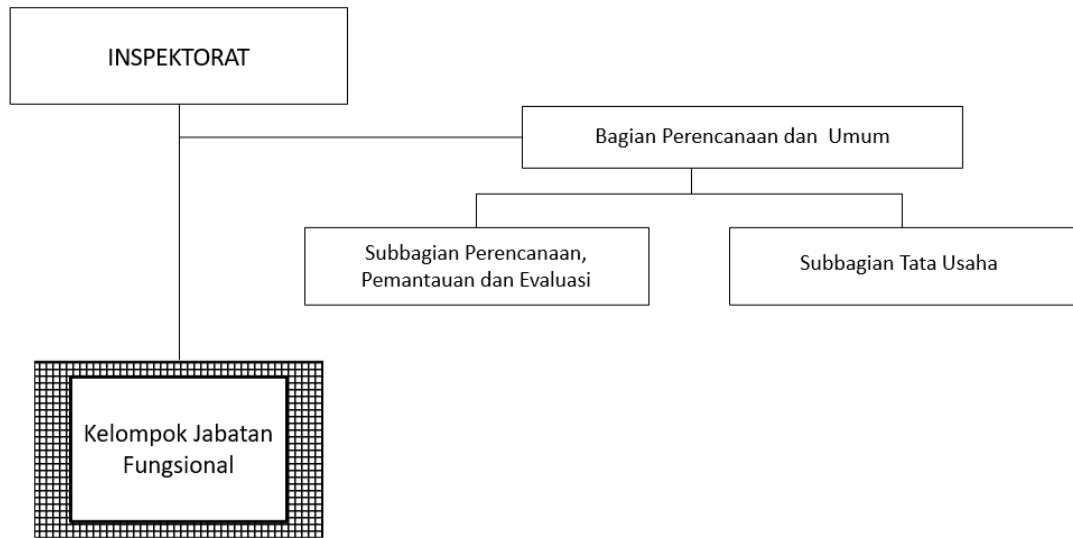 INSPEKTORAT
Bagian Perencanaan dan Umum
Subbagian Perencanaan,
Pemantauan dan Evaluasi
Subbagian Tata Usaha
Kelompok Jabatan
Fungsional